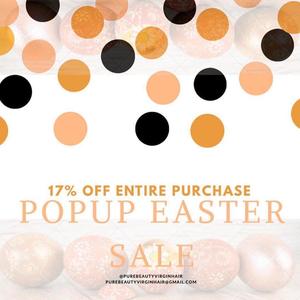 17% OFF ENTIRE PURCHASE
POPUP EASTER
SALE
@PUREBEAUTYVIRGINHAIR
PUREBEAUTYVIRGINHAIR@GMAIL.COM